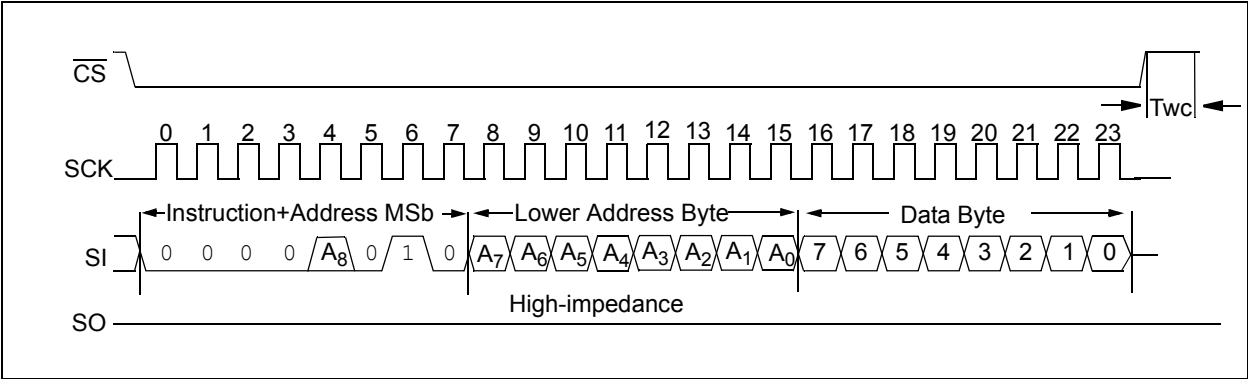 CS
Twc
0 1 2 3 4 5 6 7 8 9 10 11 12 13 14 15 16 17 18 19 20 21 22 23
SCK
Instruction+Address MSb Lower Address Byte Data Byte
SI 0 0 0 0 A8 0 1 0 A7 A6 A5 A4 A3 A2 A1 A0 7 6 5 4 3 2 1 0
High-impedance
SO